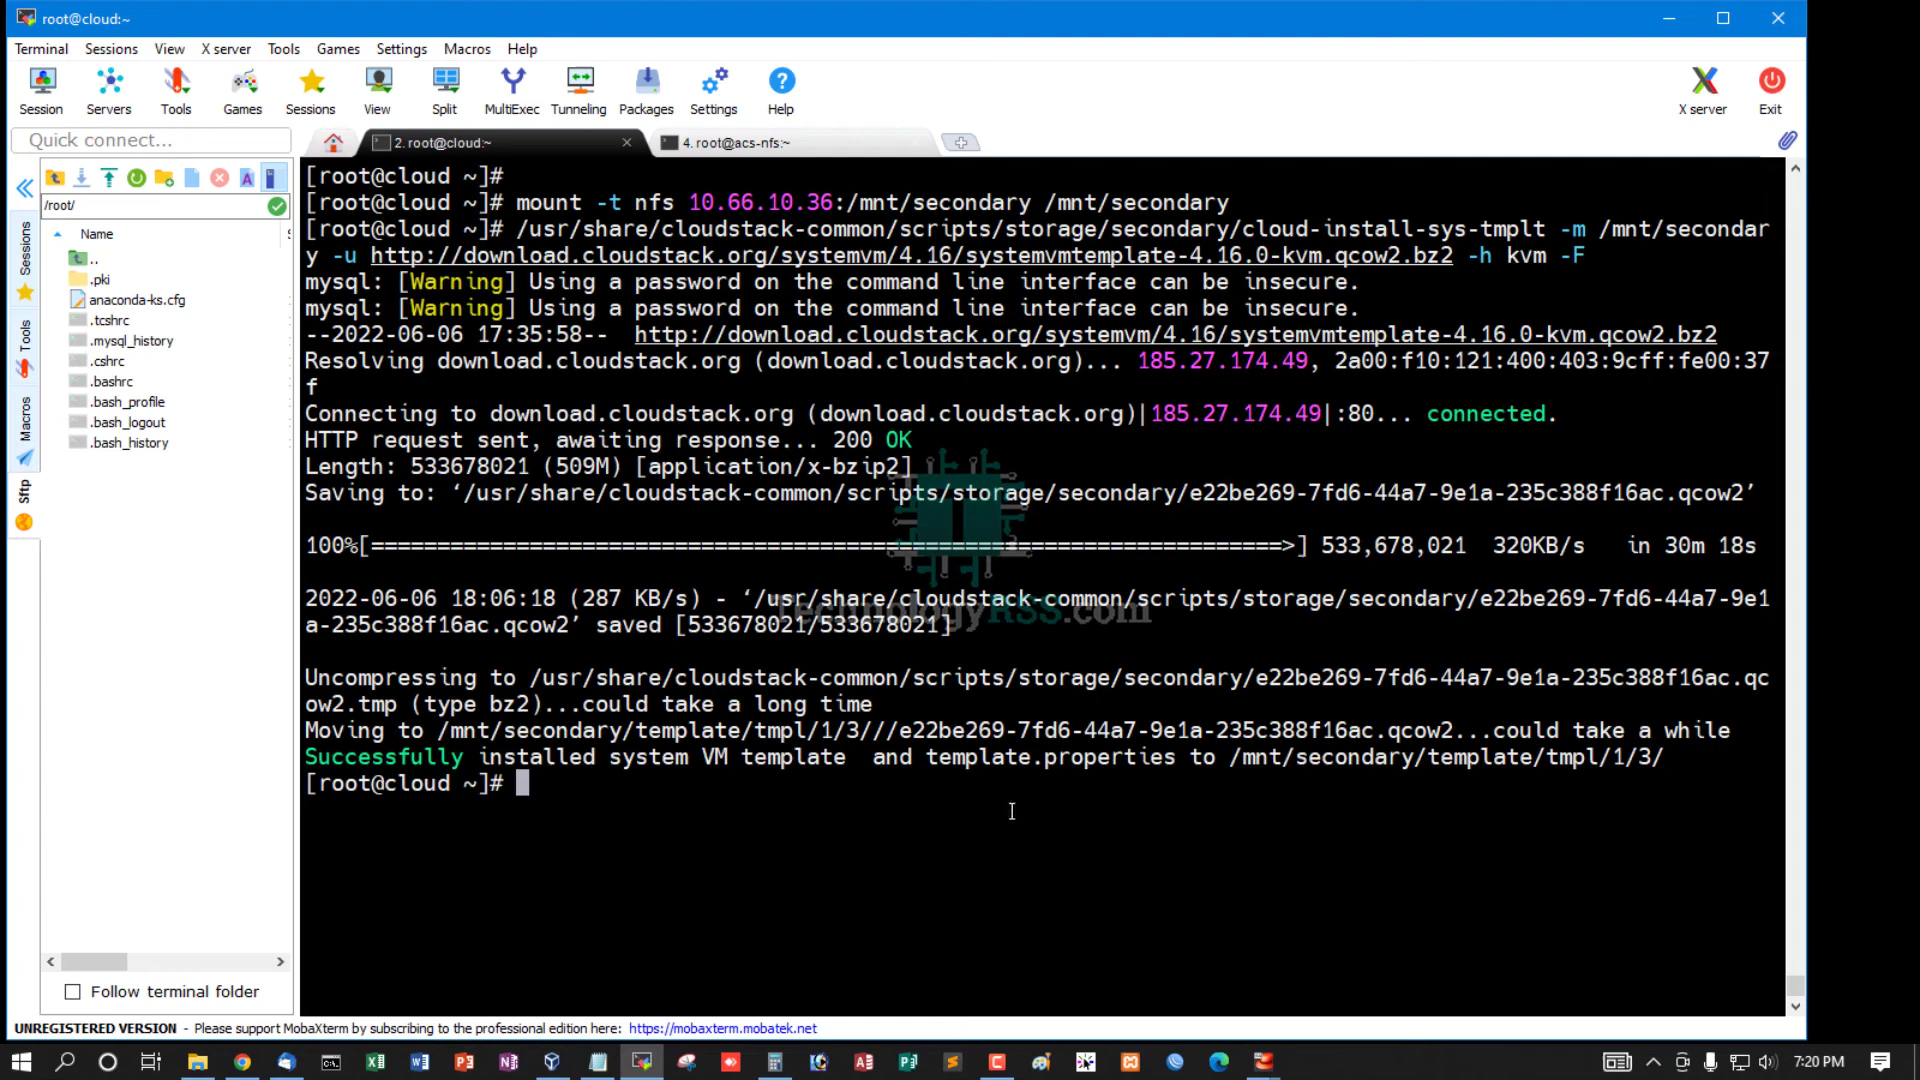 root@cloud:~
Terminal Sessions View X server Tools Games Settings Macros Help
Session Servers Tools Games Sessions View Split MultiExec Tunneling Packages Settings Help X server Exit
Quick connect...
2. root@cloud:~
4. root@acs-nfs:~
/root/
Name
..
.pki
anaconda-ks.cfg
.tcshrc
.mysql_history
.cshrc
.bashrc
.bash_profile
.bash_logout
.bash_history
Sessions
Tools
Macros
Sftp
Follow terminal folder
[root@cloud ~]#
[root@cloud ~]# mount -t nfs 10.66.10.36:/mnt/secondary /mnt/secondary
[root@cloud ~]# /usr/share/cloudstack-common/scripts/storage/secondary/cloud-install-sys-tmplt -m /mnt/secondar
y -u http://download.cloudstack.org/systemvm/4.16/systemvmtemplate-4.16.0-kvm.qcow2.bz2 -h kvm -F
mysql: [Warning] Using a password on the command line interface can be insecure.
mysql: [Warning] Using a password on the command line interface can be insecure.
--2022-06-06 17:35:58--  http://download.cloudstack.org/systemvm/4.16/systemvmtemplate-4.16.0-kvm.qcow2.bz2
Resolving download.cloudstack.org (download.cloudstack.org)... 185.27.174.49, 2a00:f10:121:400:403:9cff:fe00:37
f
Connecting to download.cloudstack.org (download.cloudstack.org)|185.27.174.49|:80... connected.
HTTP request sent, awaiting response... 200 OK
Length: 533678021 (509M) [application/x-bzip2]
Saving to: ‘/usr/share/cloudstack-common/scripts/storage/secondary/e22be269-7fd6-44a7-9e1a-235c388f16ac.qcow2’
100%[======================================================================>] 533,678,021  320KB/s   in 30m 18s
2022-06-06 18:06:18 (287 KB/s) - ‘/usr/share/cloudstack-common/scripts/storage/secondary/e22be269-7fd6-44a7-9e1
a-235c388f16ac.qcow2’ saved [533678021/533678021]
TechnologyRSS.com
Uncompressing to /usr/share/cloudstack-common/scripts/storage/secondary/e22be269-7fd6-44a7-9e1a-235c388f16ac.qc
ow2.tmp (type bz2)...could take a long time
Moving to /mnt/secondary/template/tmpl/1/3///e22be269-7fd6-44a7-9e1a-235c388f16ac.qcow2...could take a while
Successfully installed system VM template  and template.properties to /mnt/secondary/template/tmpl/1/3/
[root@cloud ~]#
UNREGISTERED VERSION - Please support MobaXterm by subscribing to the professional edition here: https://mobaxterm.mobatek.net
7:20 PM